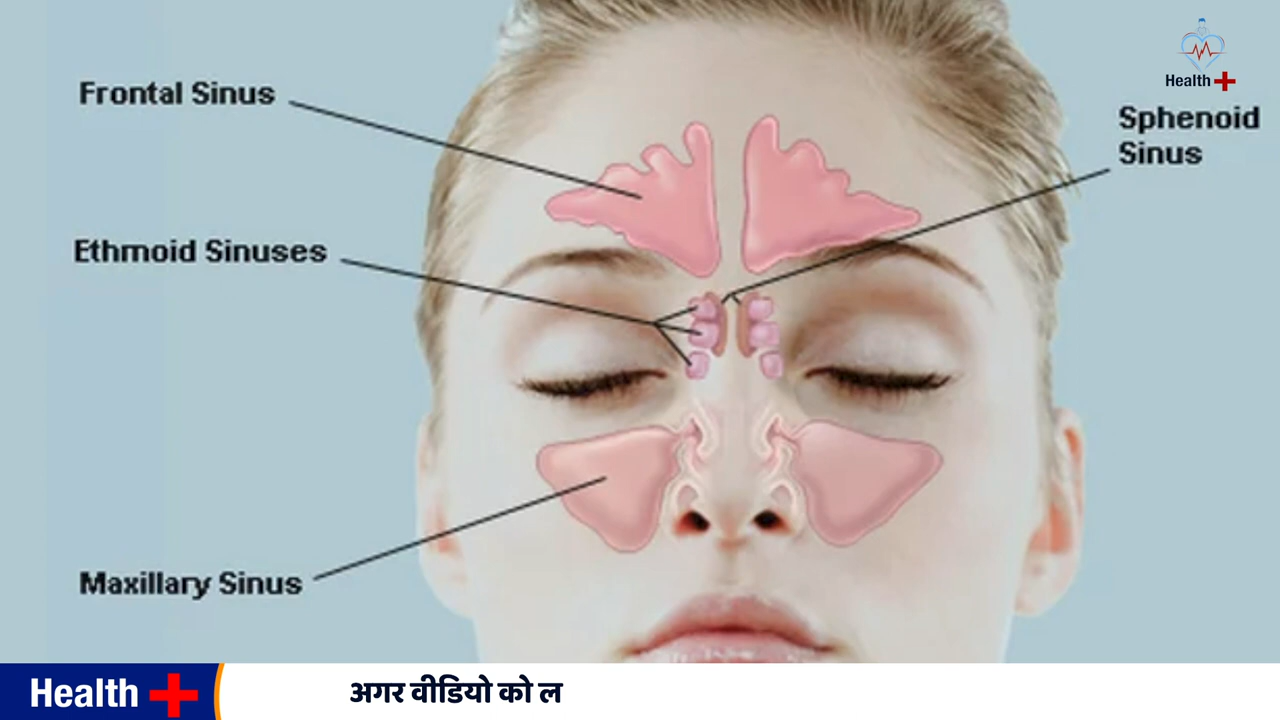 Health
Frontal Sinus
Sphenoid
Sinus
Ethmoid Sinuses
Maxillary Sinus
Health
अगर वीडियो को ल